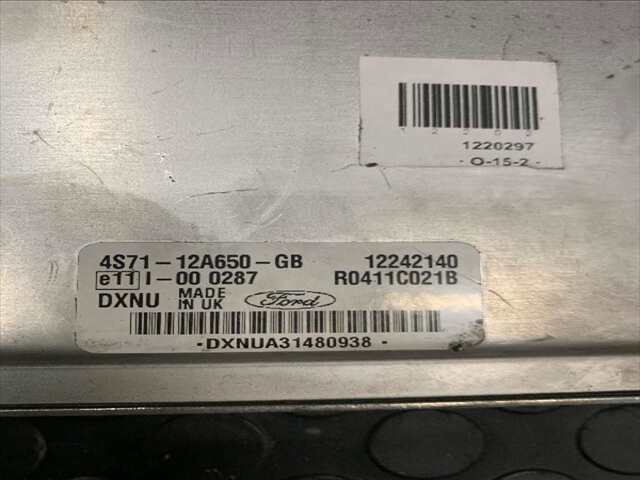 1220297
- O-15-2 -
4S71-12A650-GB 12242140
e11 I-00 0287 R0411C021B
DXNU MADE IN UK Ford
- DXNUA31480938 -